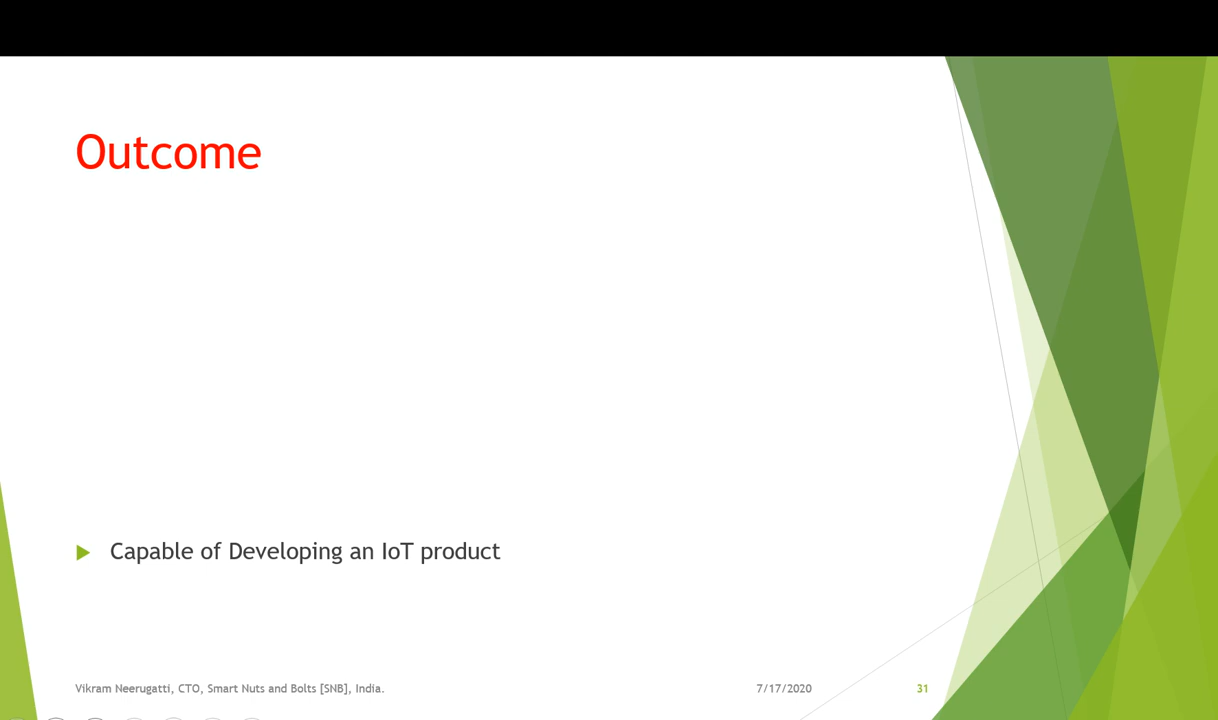 Outcome
Capable of Developing an IoT product
Vikram Neerugatti, CTO, Smart Nuts and Bolts [SNB], India.
7/17/2020
31